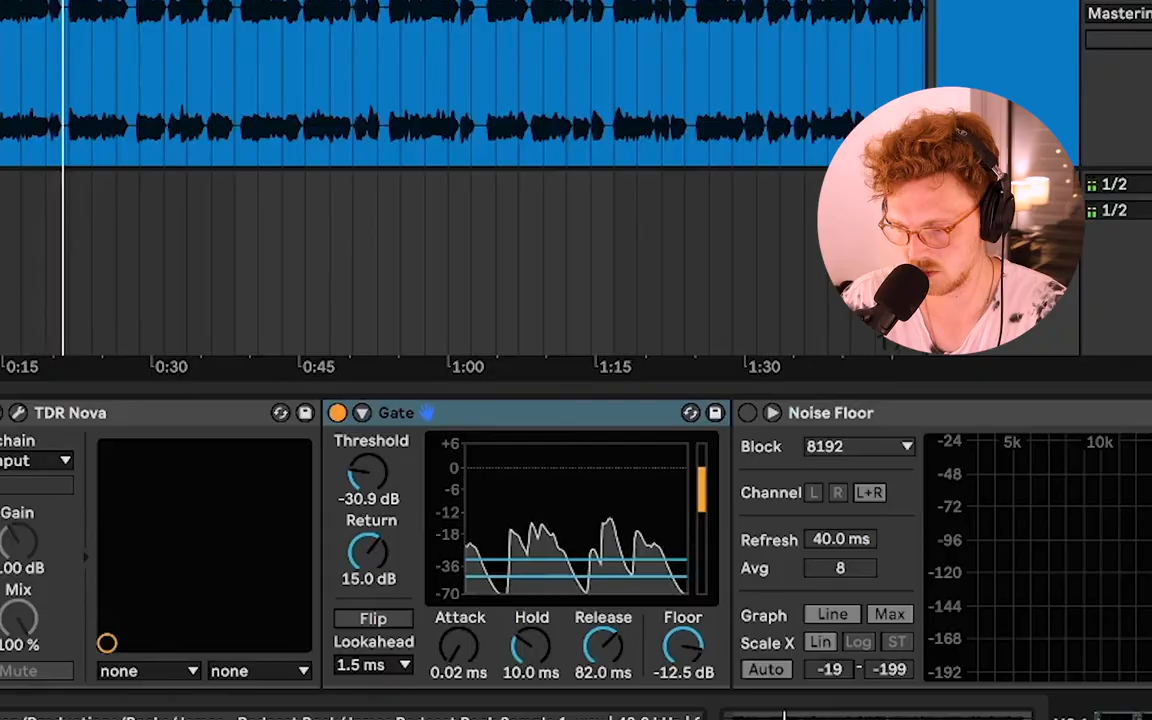 Masterin
1/2
1/2
0:15 0:30 0:45 1:00 1:15 1:30
TDR Nova
Gate
Noise Floor
chain
nput
Gain
.00 dB
Mix
100 %
Mute
none none
Threshold
-30.9 dB
Return
15.0 dB
Flip
Lookahead
1.5 ms
+6
0
-6
-12
-18
-36
-70
Attack Hold Release Floor
0.02 ms 10.0 ms 82.0 ms -12.5 dB
Block 8192
Channel L R L+R
Refresh 40.0 ms
Avg 8
Graph Line Max
Scale X Lin Log ST
Auto -19 - -199
5k 10k
-24
-48
-72
-96
-120
-144
-168
-192